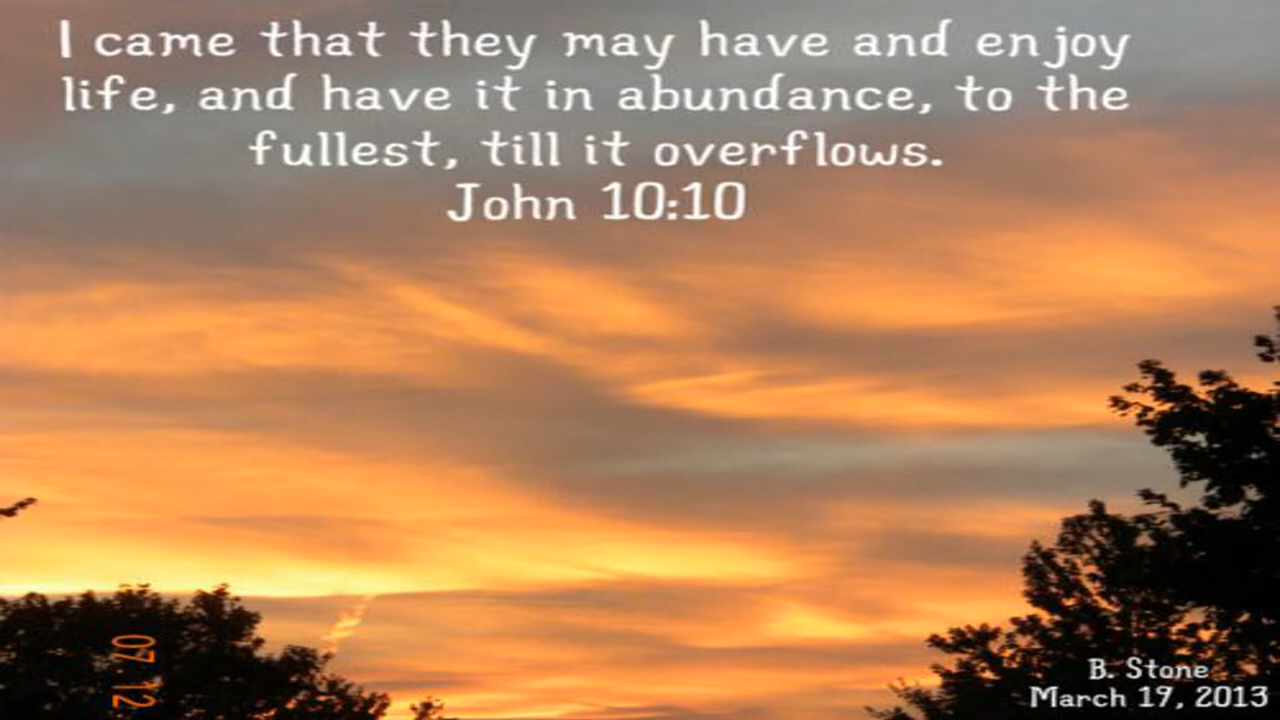 I came that they may have and enjoy
life, and have it in abundance, to the
fullest, till it overflows.
John 10:10
07 12
B. Stone
March 19, 2013